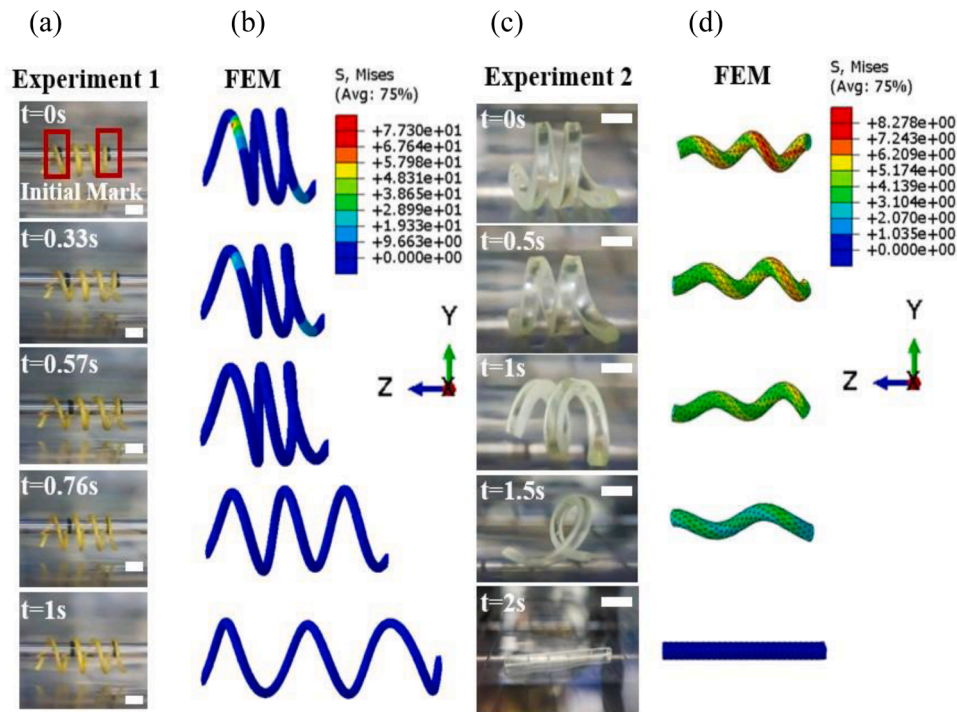 (a)
(b)
(c)
(d)
Experiment 1
FEM
Experiment 2
FEM
S, Mises
(Avg: 75%)
+7.730e+01
+6.764e+01
+5.798e+01
+4.831e+01
+3.865e+01
+2.899e+01
+1.933e+01
+9.663e+00
+0.000e+00
S, Mises
(Avg: 75%)
+8.278e+00
+7.243e+00
+6.209e+00
+5.174e+00
+4.139e+00
+3.104e+00
+2.070e+00
+1.035e+00
+0.000e+00
t=0s
Initial Mark
t=0.33s
t=0.57s
t=0.76s
t=1s
Y
Z
X
t=0s
t=0.5s
t=1s
t=1.5s
t=2s
Y
Z
X